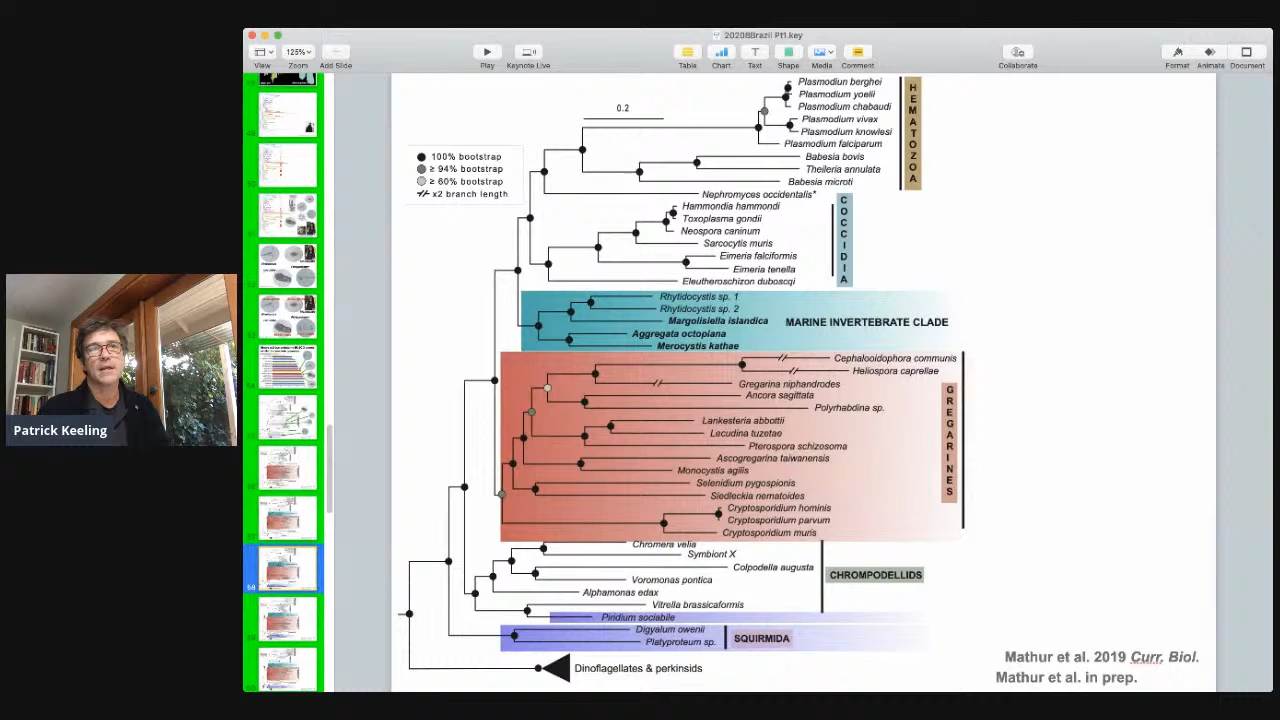 20208Brazil Pt1.key
125%
View
Zoom
Add Slide
Play
Keynote Live
Table
Chart
Text
Shape
Media
Comment
Collaborate
Format
Animate
Document
0.2
100% bootstrap
≥ 94% bootstrap
≥ 60% bootstrap
x2 branch length
Plasmodium berghei
Plasmodium yoelii
Plasmodium chabaudi
Plasmodium vivax
Plasmodium knowlesi
Plasmodium falciparum
Babesia bovis
Theileria annulata
Babesia microti
HEMATOZOA
Nephromyces occidentalis*
Hammondia hammondi
Toxoplasma gondii
Neospora caninum
Sarcocytis muris
Eimeria falciformis
Eimeria tenella
Eleutheroschizon duboscqi
COCCIDIA
Rhytidocystis sp. 1
Rhytidocystis sp. 2
Margolisiella islandica
Aggregata octopiana
Merocystis kathae
MARINE INVERTEBRATE CLADE
Cephalooidophora communis
Heliospora caprellae
Gregarina niphandrodes
Ancora sagittata
Polyrhabdina sp.
Lankesteria abbottii
Lecudina tuzetae
Pterospora schizosoma
Ascogregarina taiwanensis
Monocystis agilis
Selenidium pygospionis
Siedleckia nematoides
Cryptosporidium hominis
Cryptosporidium parvum
Cryptosporidium muris
GREGARINES
Chromera velia
Symbiont X
Colpodella augusta
Voromonas pontica
Alphamonas edax
Vitrella brassicaformis
Piridium sociabile
CHROMPODELLIDS
Digyalum owenii
Platyproteum sp.
SQUIRMIDA
Dinoflagellates & perkinsids
Mathur et al. 2019 Curr. Biol.
Mathur et al. in prep.
Patrick Keeling